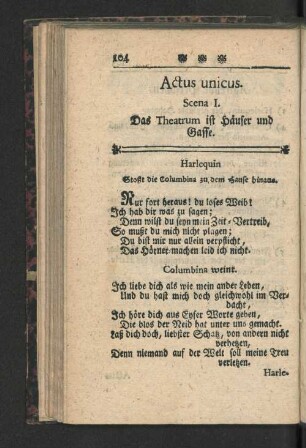 104 * * *
Actus unicus.
Scena I.
Das Theatrum ist Häuser und
Gasse.
Harlequin
Stost die Columbina zu dem Hause hinaus.
Nur fort heraus! du loses Weib!
Ich hab dir was zu sagen;
Denn wilst du seyn mein Zeit-Vertreib,
So mußt du mich nicht plagen;
Du bist mir nur allein verpflicht,
Das Hörner machen leid ich nicht.
Columbina weint.
Ich liebe dich als wie mein ander Leben,
Und du hast mich doch gleichwohl im Ver-
dacht,
Ich höre dich aus Eyfer Worte geben,
Die blos der Neid hat unter uns gemacht.
Laß dich doch, liebster Schatz, von andern nicht
verhetzen,
Denn niemand auf der Welt soll meine Treu
verletzen.
Harle-